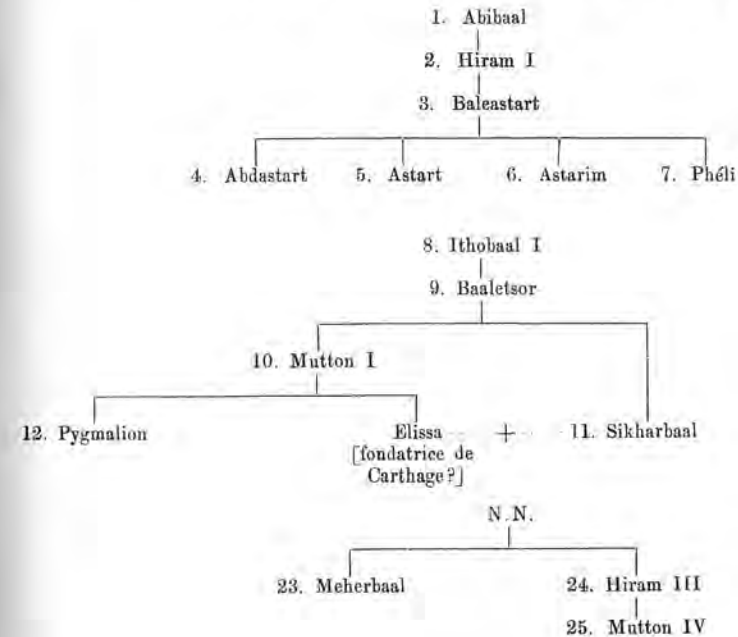 1. Abibaal
2. Hiram I
3. Baleastart
4. Abdastart 5. Astart 6. Astarim 7. Phéli
8. Ithobaal I
9. Baaletsor
10. Mutton I
12. Pygmalion Elissa + 11. Sikharbaal
[fondatrice de
Carthage?]
N.N.
23. Meherbaal 24. Hiram III
25. Mutton IV